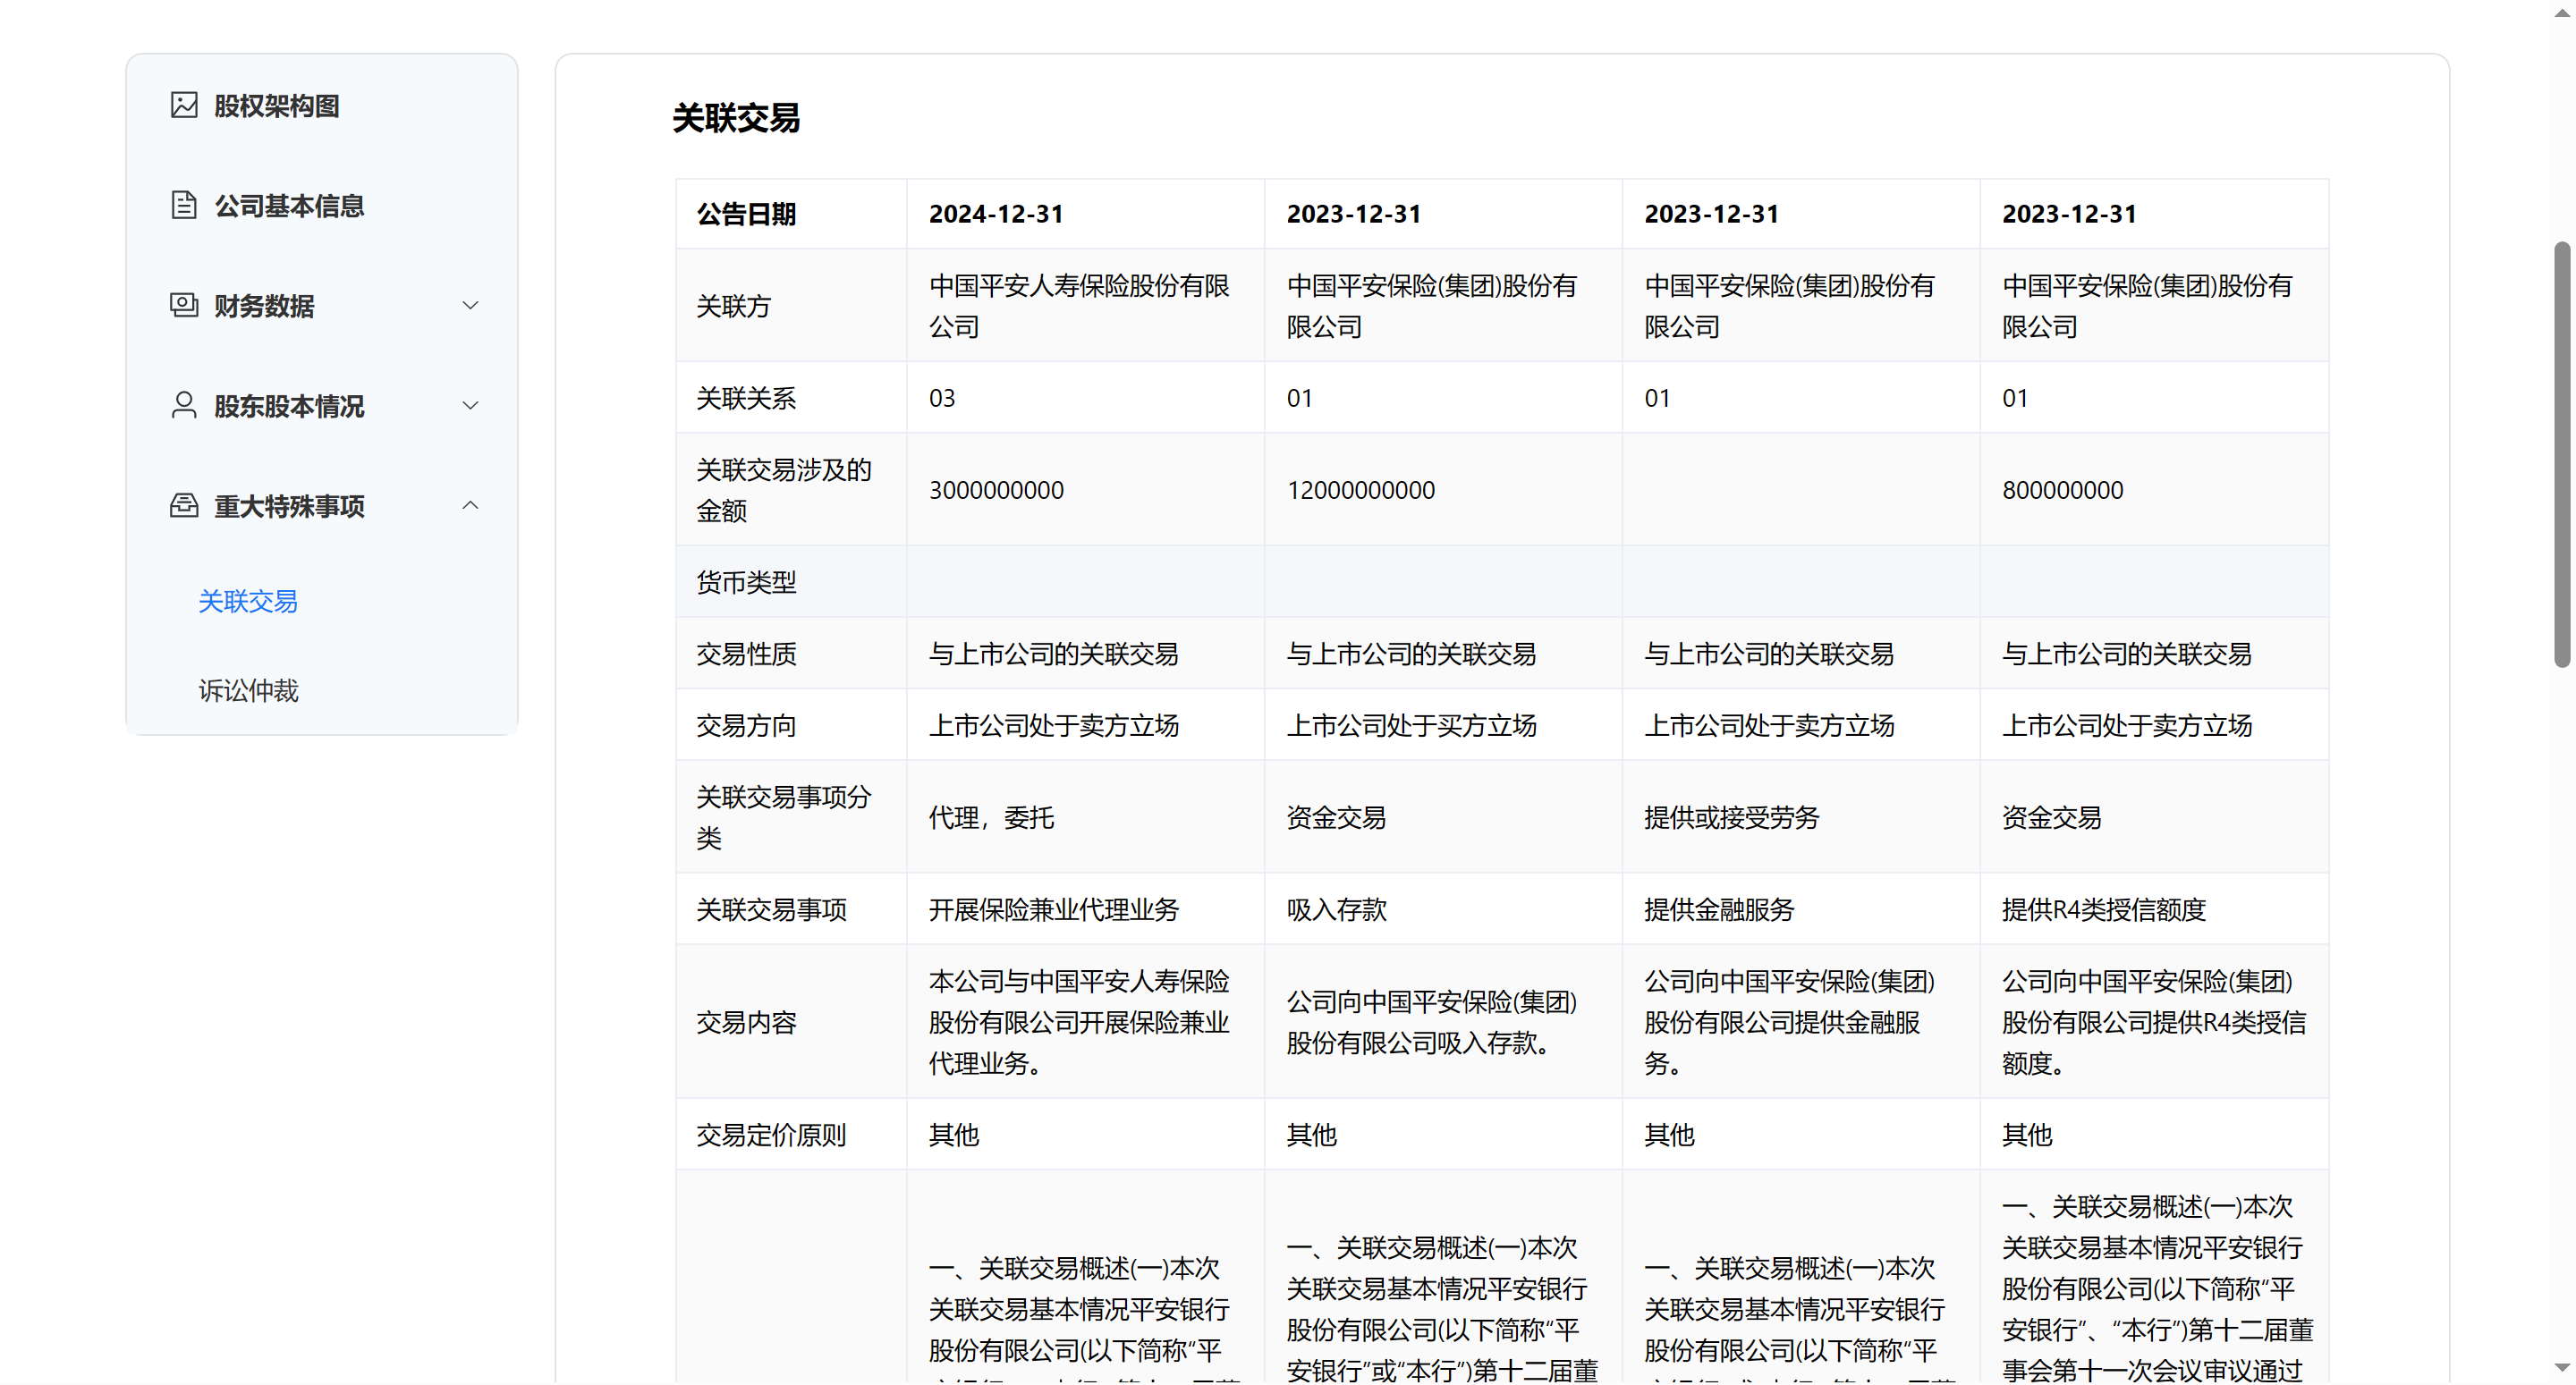 股权架构图
公司基本信息
财务数据
股东股本情况
重大特殊事项
关联交易
诉讼仲裁
关联交易
公告日期 2024-12-31 2023-12-31 2023-12-31 2023-12-31
关联方
中国平安人寿保险股份有限
公司
中国平安保险(集团)股份有
限公司
中国平安保险(集团)股份有
限公司
中国平安保险(集团)股份有
限公司
关联关系 03 01 01 01
关联交易涉及的
金额
3000000000 12000000000 800000000
货币类型
交易性质 与上市公司的关联交易 与上市公司的关联交易 与上市公司的关联交易 与上市公司的关联交易
交易方向 上市公司处于卖方立场 上市公司处于买方立场 上市公司处于卖方立场 上市公司处于卖方立场
关联交易事项分
类
代理，委托 资金交易 提供或接受劳务 资金交易
关联交易事项 开展保险兼业代理业务 吸入存款 提供金融服务 提供R4类授信额度
交易内容
本公司与中国平安人寿保险
股份有限公司开展保险兼业
代理业务。
公司向中国平安保险(集团)
股份有限公司吸入存款。
公司向中国平安保险(集团)
股份有限公司提供金融服
务。
公司向中国平安保险(集团)
股份有限公司提供R4类授信
额度。
交易定价原则 其他 其他 其他 其他
一、关联交易概述(一)本次
关联交易基本情况平安银行
股份有限公司(以下简称“平
一、关联交易概述(一)本次
关联交易基本情况平安银行
股份有限公司(以下简称“平
安银行”或“本行”)第十二届董
一、关联交易概述(一)本次
关联交易基本情况平安银行
股份有限公司(以下简称“平
一、关联交易概述(一)本次
关联交易基本情况平安银行
股份有限公司(以下简称“平
安银行”、“本行”)第十二届董
事会第十一次会议审议通过